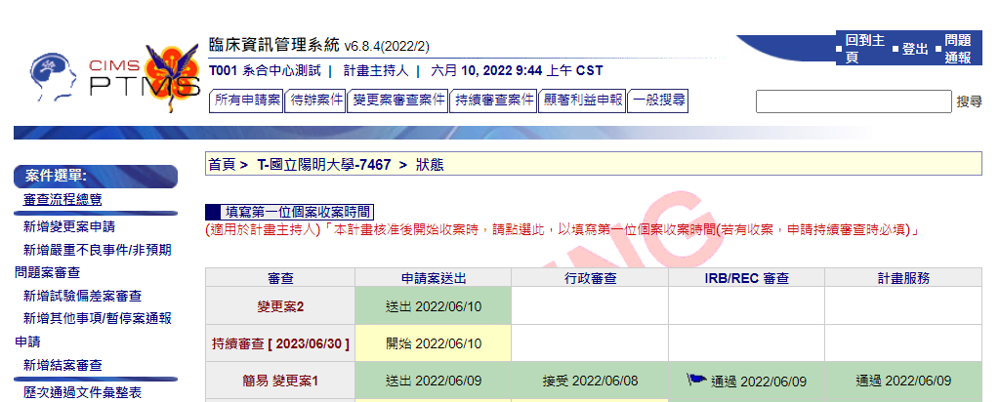 CIMS
PTMS
臨床資訊管理系統 v6.8.4(2022/2)
T001 系合中心測試 | 計畫主持人 | 六月 10, 2022 9:44 上午 CST
回到主頁
登出
問題通報
所有申請案 待辦案件 變更案審查案件 持續審查案件 顯著利益申報 一般搜尋
搜尋
案件選單:
審查流程總覽
新增變更案申請
新增嚴重不良事件/非預期
問題案審查
新增試驗偏差案審查
新增其他事項/暫停案通報
申請
新增結案審查
歷次通過文件彙整表
首頁 > T-國立陽明大學-7467 > 狀態
填寫第一位個案收案時間
(適用於計畫主持人)「本計畫核准後開始收案時，請點選此，以填寫第一位個案收案時間(若有收案，申請持續審查時必填)」
審查 申請案送出 行政審查 IRB/REC 審查 計畫服務
變更案2 送出 2022/06/10
持續審查 [ 2023/06/30 ] 開始 2022/06/10
簡易 變更案1 送出 2022/06/09 接受 2022/06/08 通過 2022/06/09 通過 2022/06/09